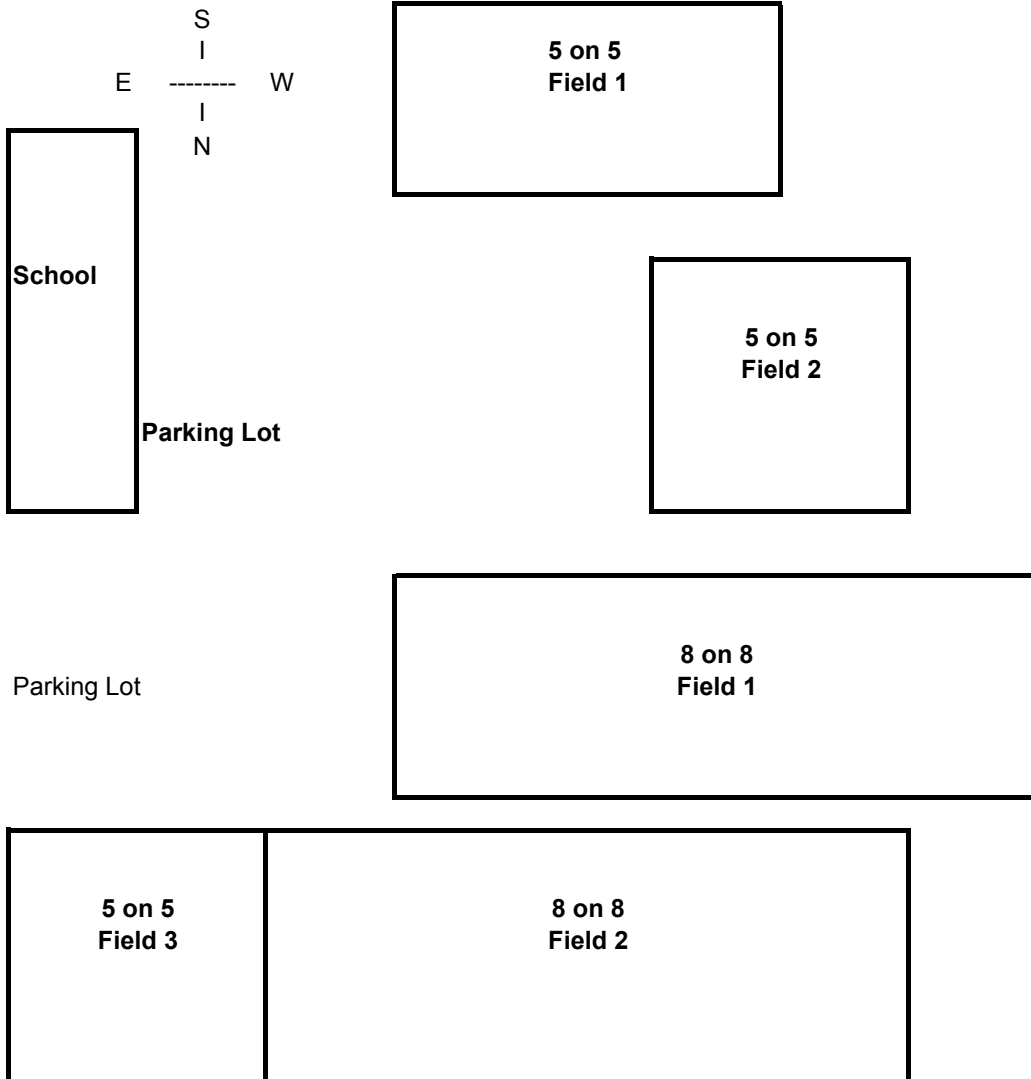 S
I
E -------- W
I
N
5 on 5
Field 1
School
5 on 5
Field 2
Parking Lot
8 on 8
Field 1
Parking Lot
5 on 5
Field 3
8 on 8
Field 2